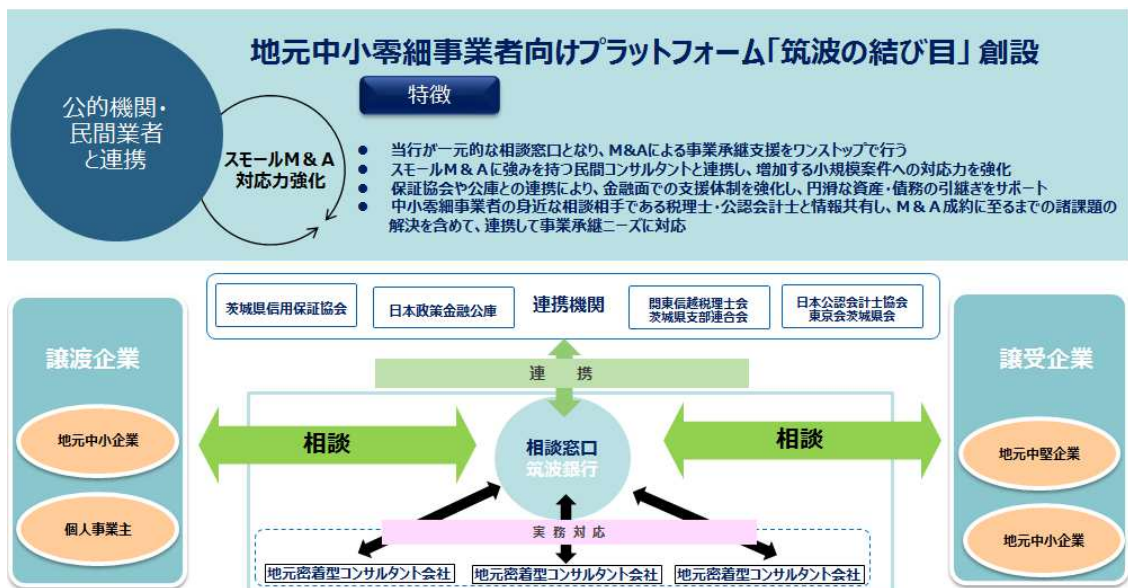 地元中小零細事業者向けプラットフォーム「筑波の結び目」創設
公的機関・
民間業者
と連携
特徴
スモールM&A
対応力強化
● 当行が一元的な相談窓口となり、M&Aによる事業承継支援をワンストップで行う
● スモールM&Aに強みを持つ民間コンサルタントと連携し、増加する小規模案件への対応力を強化
● 保証協会や公庫との連携により、金融面での支援体制を強化し、円滑な資産・債務の引継ぎをサポート
● 中小零細事業者の身近な相談相手である税理士・公認会計士と情報共有し、M&A成約に至るまでの諸課題の
解決を含めて、連携して事業承継ニーズに対応
茨城県信用保証協会
日本政策金融公庫
連携機関
関東信越税理士会
茨城県支部連合会
日本公認会計士協会
東京会茨城県会
譲渡企業
地元中小企業
個人事業主
連 携
相談
相談窓口
筑波銀行
相談
譲受企業
地元中堅企業
地元中小企業
実務対応
地元密着型コンサルタント会社
地元密着型コンサルタント会社
地元密着型コンサルタント会社